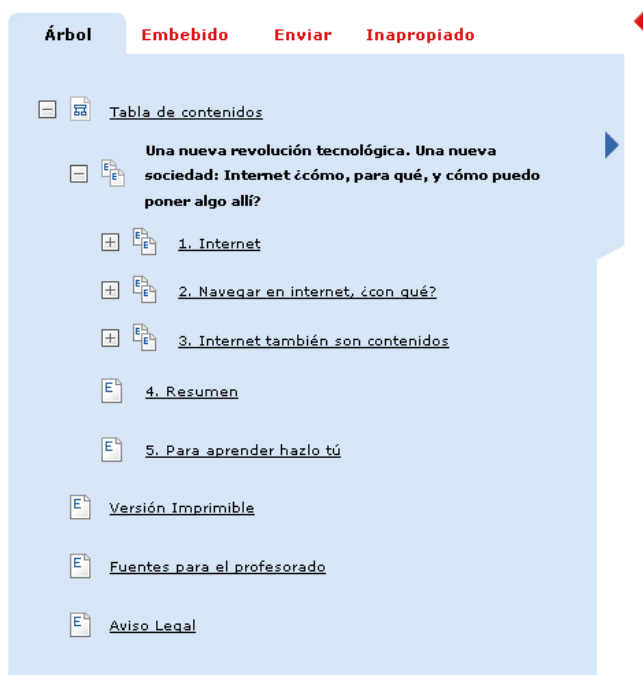 Árbol Embebido Enviar Inapropiado
Tabla de contenidos
Una nueva revolución tecnológica. Una nueva
sociedad: Internet ¿cómo, para qué, y cómo puedo
poner algo allí?
1. Internet
2. Navegar en internet, ¿con qué?
3. Internet también son contenidos
4. Resumen
5. Para aprender hazlo tú
Versión Imprimible
Fuentes para el profesorado
Aviso Legal